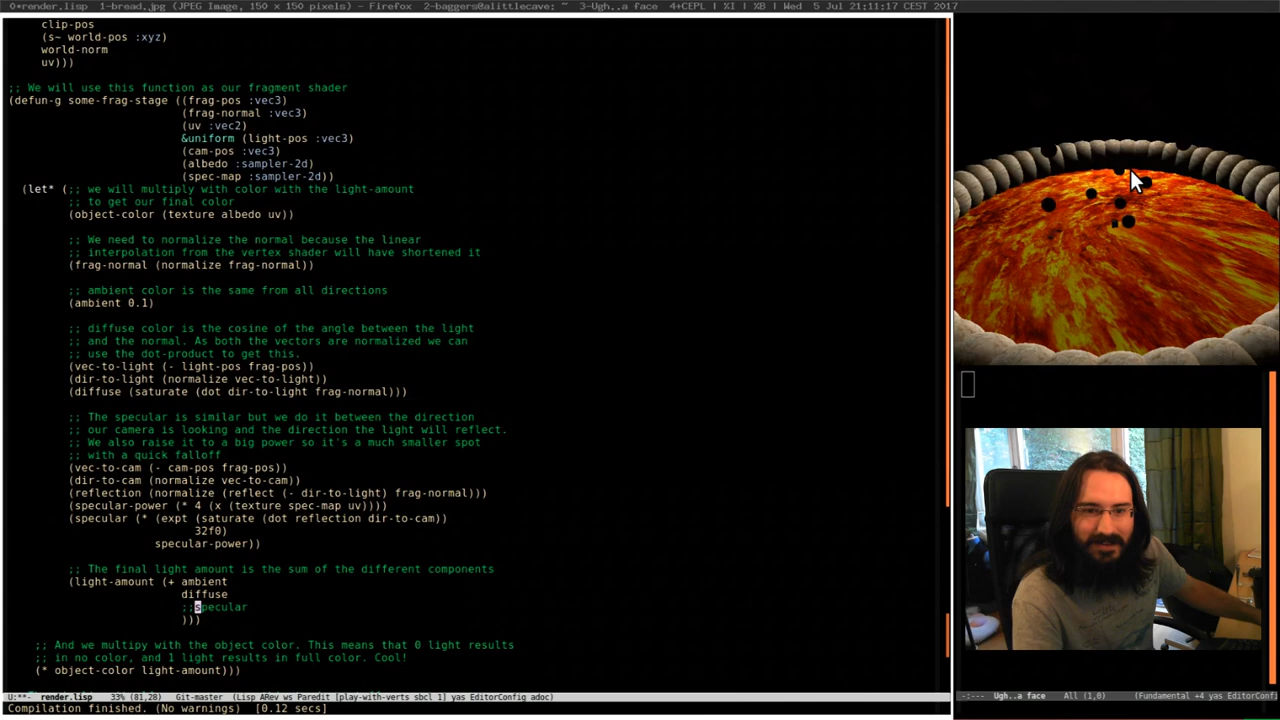 0*render.lisp  1-bread..jpg (JPEG Image, 150 × 150 pixels) - Firefox  2-baggers@alittlecave: ~  3-Ugh..a face  4+CEPL | %I | %B | Wed  5 Jul 21:11:17 CEST 2017
clip-pos
(s~ world-pos :xyz)
world-norm
uv)))
;; We will use this function as our fragment shader
(defun-g some-frag-stage ((frag-pos :vec3)
(frag-normal :vec3)
(uv :vec2)
&uniform (light-pos :vec3)
(cam-pos :vec3)
(albedo :sampler-2d)
(spec-map :sampler-2d))
(let* (;; we will multiply with color with the light-amount
;; to get our final color
(object-color (texture albedo uv))
;; We need to normalize the normal because the linear
;; interpolation from the vertex shader will have shortened it
(frag-normal (normalize frag-normal))
;; ambient color is the same from all directions
(ambient 0.1)
;; diffuse color is the cosine of the angle between the light
;; and the normal. As both the vectors are normalized we can
;; use the dot-product to get this.
(vec-to-light (- light-pos frag-pos))
(dir-to-light (normalize vec-to-light))
(diffuse (saturate (dot dir-to-light frag-normal)))
;; The specular is similar but we do it between the direction
;; our camera is looking and the direction the light will reflect.
;; We also raise it to a big power so it's a much smaller spot
;; with a quick falloff
(vec-to-cam (- cam-pos frag-pos))
(dir-to-cam (normalize vec-to-cam))
(reflection (normalize (reflect (- dir-to-light) frag-normal)))
(specular-power (* 4 (x (texture spec-map uv))))
(specular (* (expt (saturate (dot reflection dir-to-cam))
32f0)
specular-power))
;; The final light amount is the sum of the different components
(light-amount (+ ambient
diffuse
;;specular
)))
;; And we multipy with the object color. This means that 0 light results
;; in no color, and 1 light results in full color. Cool!
(* object-color light-amount)))
U:**-  render.lisp    33% (81,28)   Git-master  (Lisp ARev ws Paredit [play-with-verts sbcl 1] yas EditorConfig adoc)
-:---  Ugh..a face    All (1,0)    (Fundamental +4 yas EditorConfig
Compilation finished. (No warnings)  [0.12 secs]